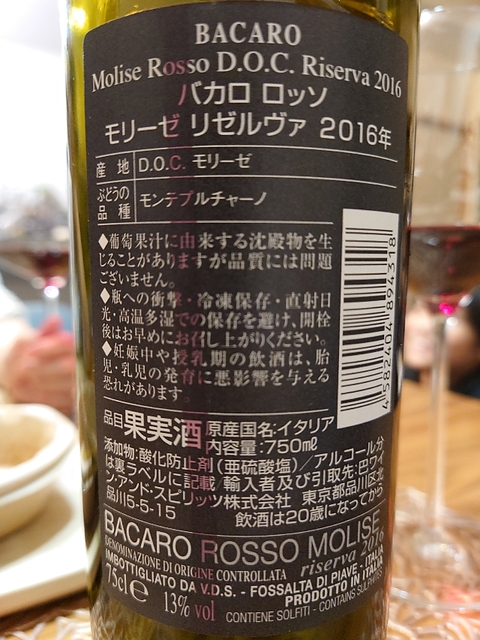 BACARO
Molise Rosso D.O.C. Riserva 2016
バカロ ロッソ
モリーゼ リゼルヴァ 2016年
産地 D.O.C. モリーゼ
ぶどうの品種 モンテプルチャーノ
◆葡萄果汁に由来する沈殿物を生
じることがありますが品質には問題
ございません。
◆瓶への衝撃・冷凍保存・直射日
光・高温多湿での保存を避け、開栓
後はお早めにお召し上がりください。
◆妊娠中や授乳期の飲酒は、胎
児・乳児の発育に悪影響を与える
恐れがあります。
4582404894318
品目 果実酒 原産国名:イタリア
内容量:750ml
添加物:酸化防止剤(亜硫酸塩)/アルコール分
は裏ラベルに記載/輸入者及び引取先:巴ワイ
ン・アンド・スピリッツ株式会社 東京都品川区北
品川5-5-15 飲酒は20歳になってから
BACARO ROSSO MOLISE
DENOMINAZIONE DI ORIGINE CONTROLLATA riserva 2016
IMBOTTIGLIATO DA V.D.S. - FOSSALTA DI PIAVE - ITALIA
75cl e 13% vol PRODOTTO IN ITALIA
CONTIENE SOLFITI - CONTAINS SULPHITES